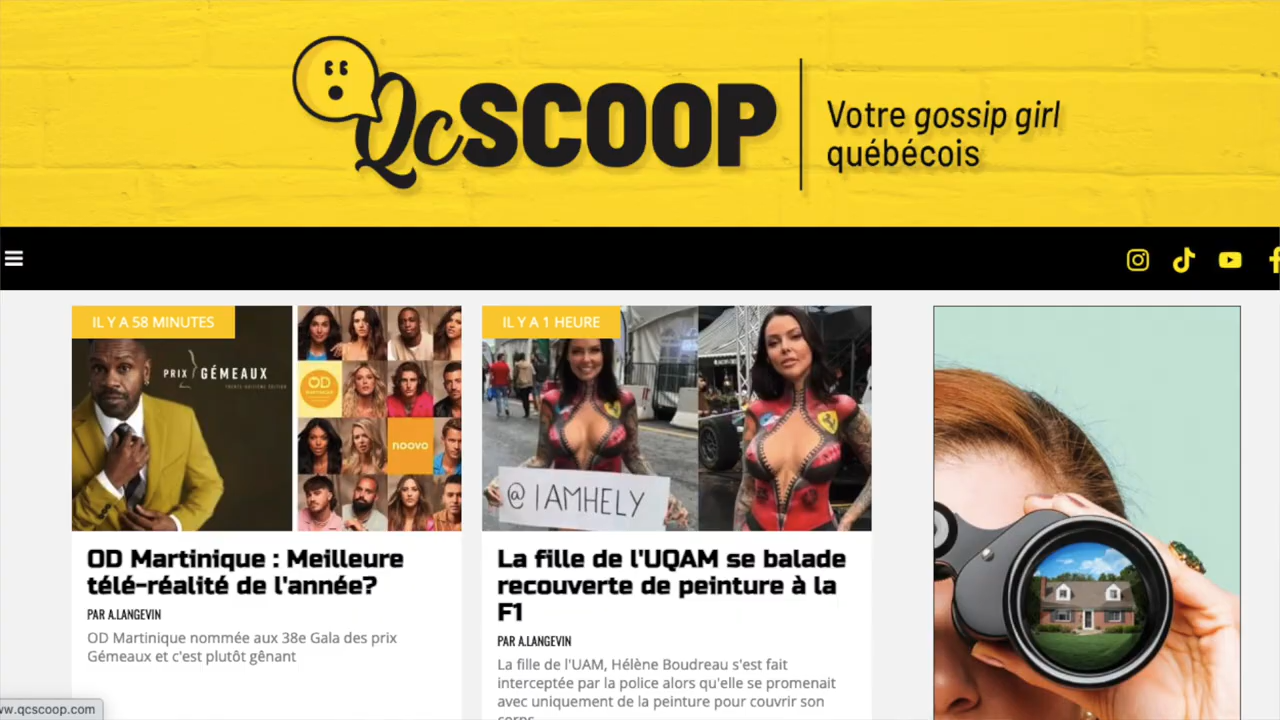 QcSCOOP
Votre gossip girl
québécois
IL Y A 58 MINUTES
PRIX GÉMEAUX
OD
noovo
OD Martinique : Meilleure
télé-réalité de l'année?
PAR A.LANGEVIN
OD Martinique nommée aux 38e Gala des prix
Gémeaux et c'est plutôt gênant
IL Y A 1 HEURE
@IAMHELY
La fille de l'UQAM se balade
recouverte de peinture à la
F1
PAR A.LANGEVIN
La fille de l'UAM, Hélène Boudreau s'est fait
interceptée par la police alors qu'elle se promenait
avec uniquement de la peinture pour couvrir son
corps
ww.qcscoop.com